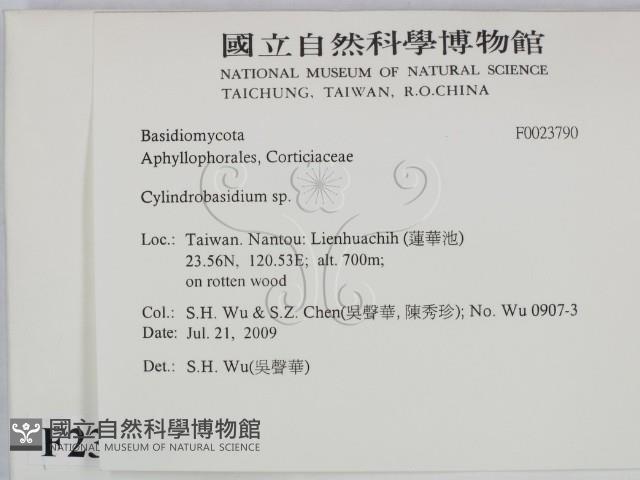 國立自然科學博物館
NATIONAL MUSEUM OF NATURAL SCIENCE
TAICHUNG, TAIWAN, R.O.CHINA
Basidiomycota F0023790
Aphyllophorales, Corticiaceae
Cylindrobasidium sp.
Loc.: Taiwan. Nantou: Lienhuachih (蓮華池)
23.56N, 120.53E; alt. 700m;
on rotten wood
Col.: S.H. Wu & S.Z. Chen(吳聲華, 陳秀珍); No. Wu 0907-3
Date: Jul. 21, 2009
Det.: S.H. Wu(吳聲華)
國立自然科學博物館
NATIONAL MUSEUM OF NATURAL SCIENCE